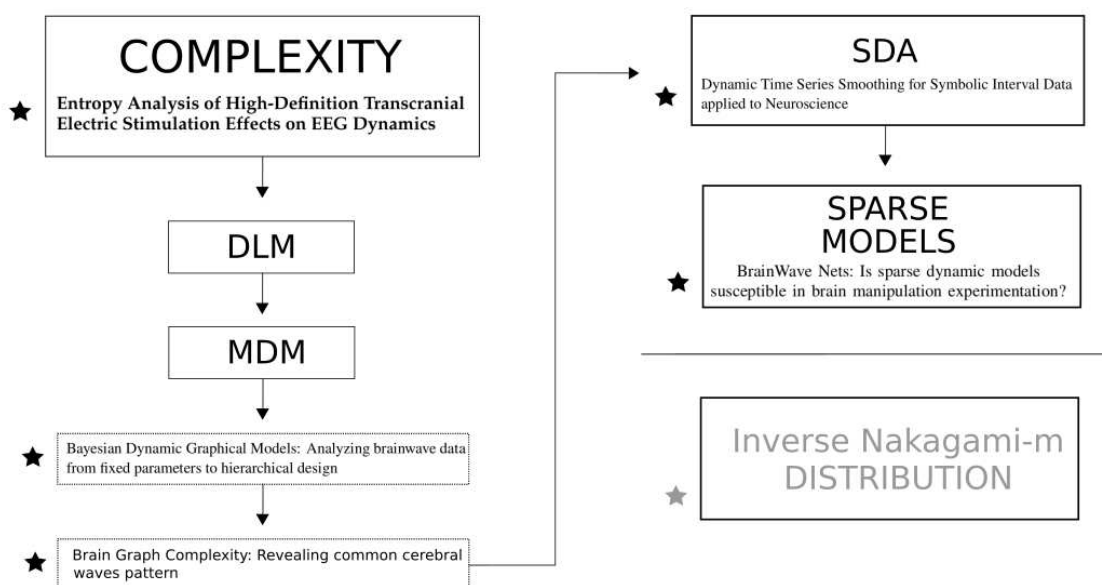 COMPLEXITY
Entropy Analysis of High-Definition Transcranial
Electric Stimulation Effects on EEG Dynamics
DLM
MDM
Bayesian Dynamic Graphical Models: Analyzing brainwave data
from fixed parameters to hierarchical design
Brain Graph Complexity: Revealing common cerebral
waves pattern
SDA
Dynamic Time Series Smoothing for Symbolic Interval Data
applied to Neuroscience
SPARSE
MODELS
BrainWave Nets: Is sparse dynamic models
susceptible in brain manipulation experimentation?
Inverse Nakagami-m
DISTRIBUTION